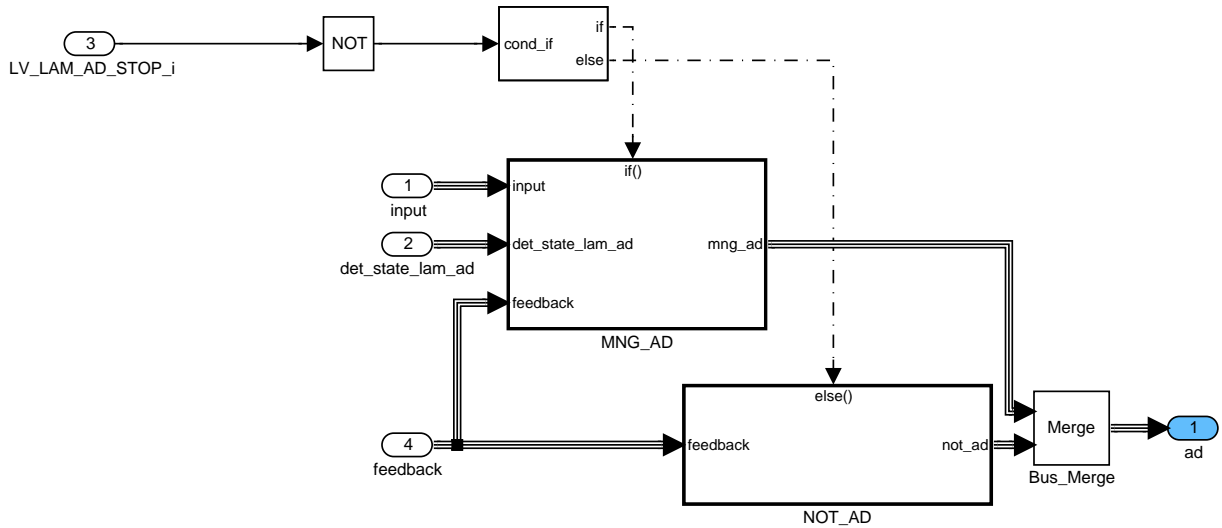 3
LV_LAM_AD_STOP_i
NOT
cond_if
if
else
if()
1
input
input
2
det_state_lam_ad
det_state_lam_ad
mng_ad
feedback
MNG_AD
else()
4
feedback
feedback
not_ad
NOT_AD
Merge
Bus_Merge
1
ad